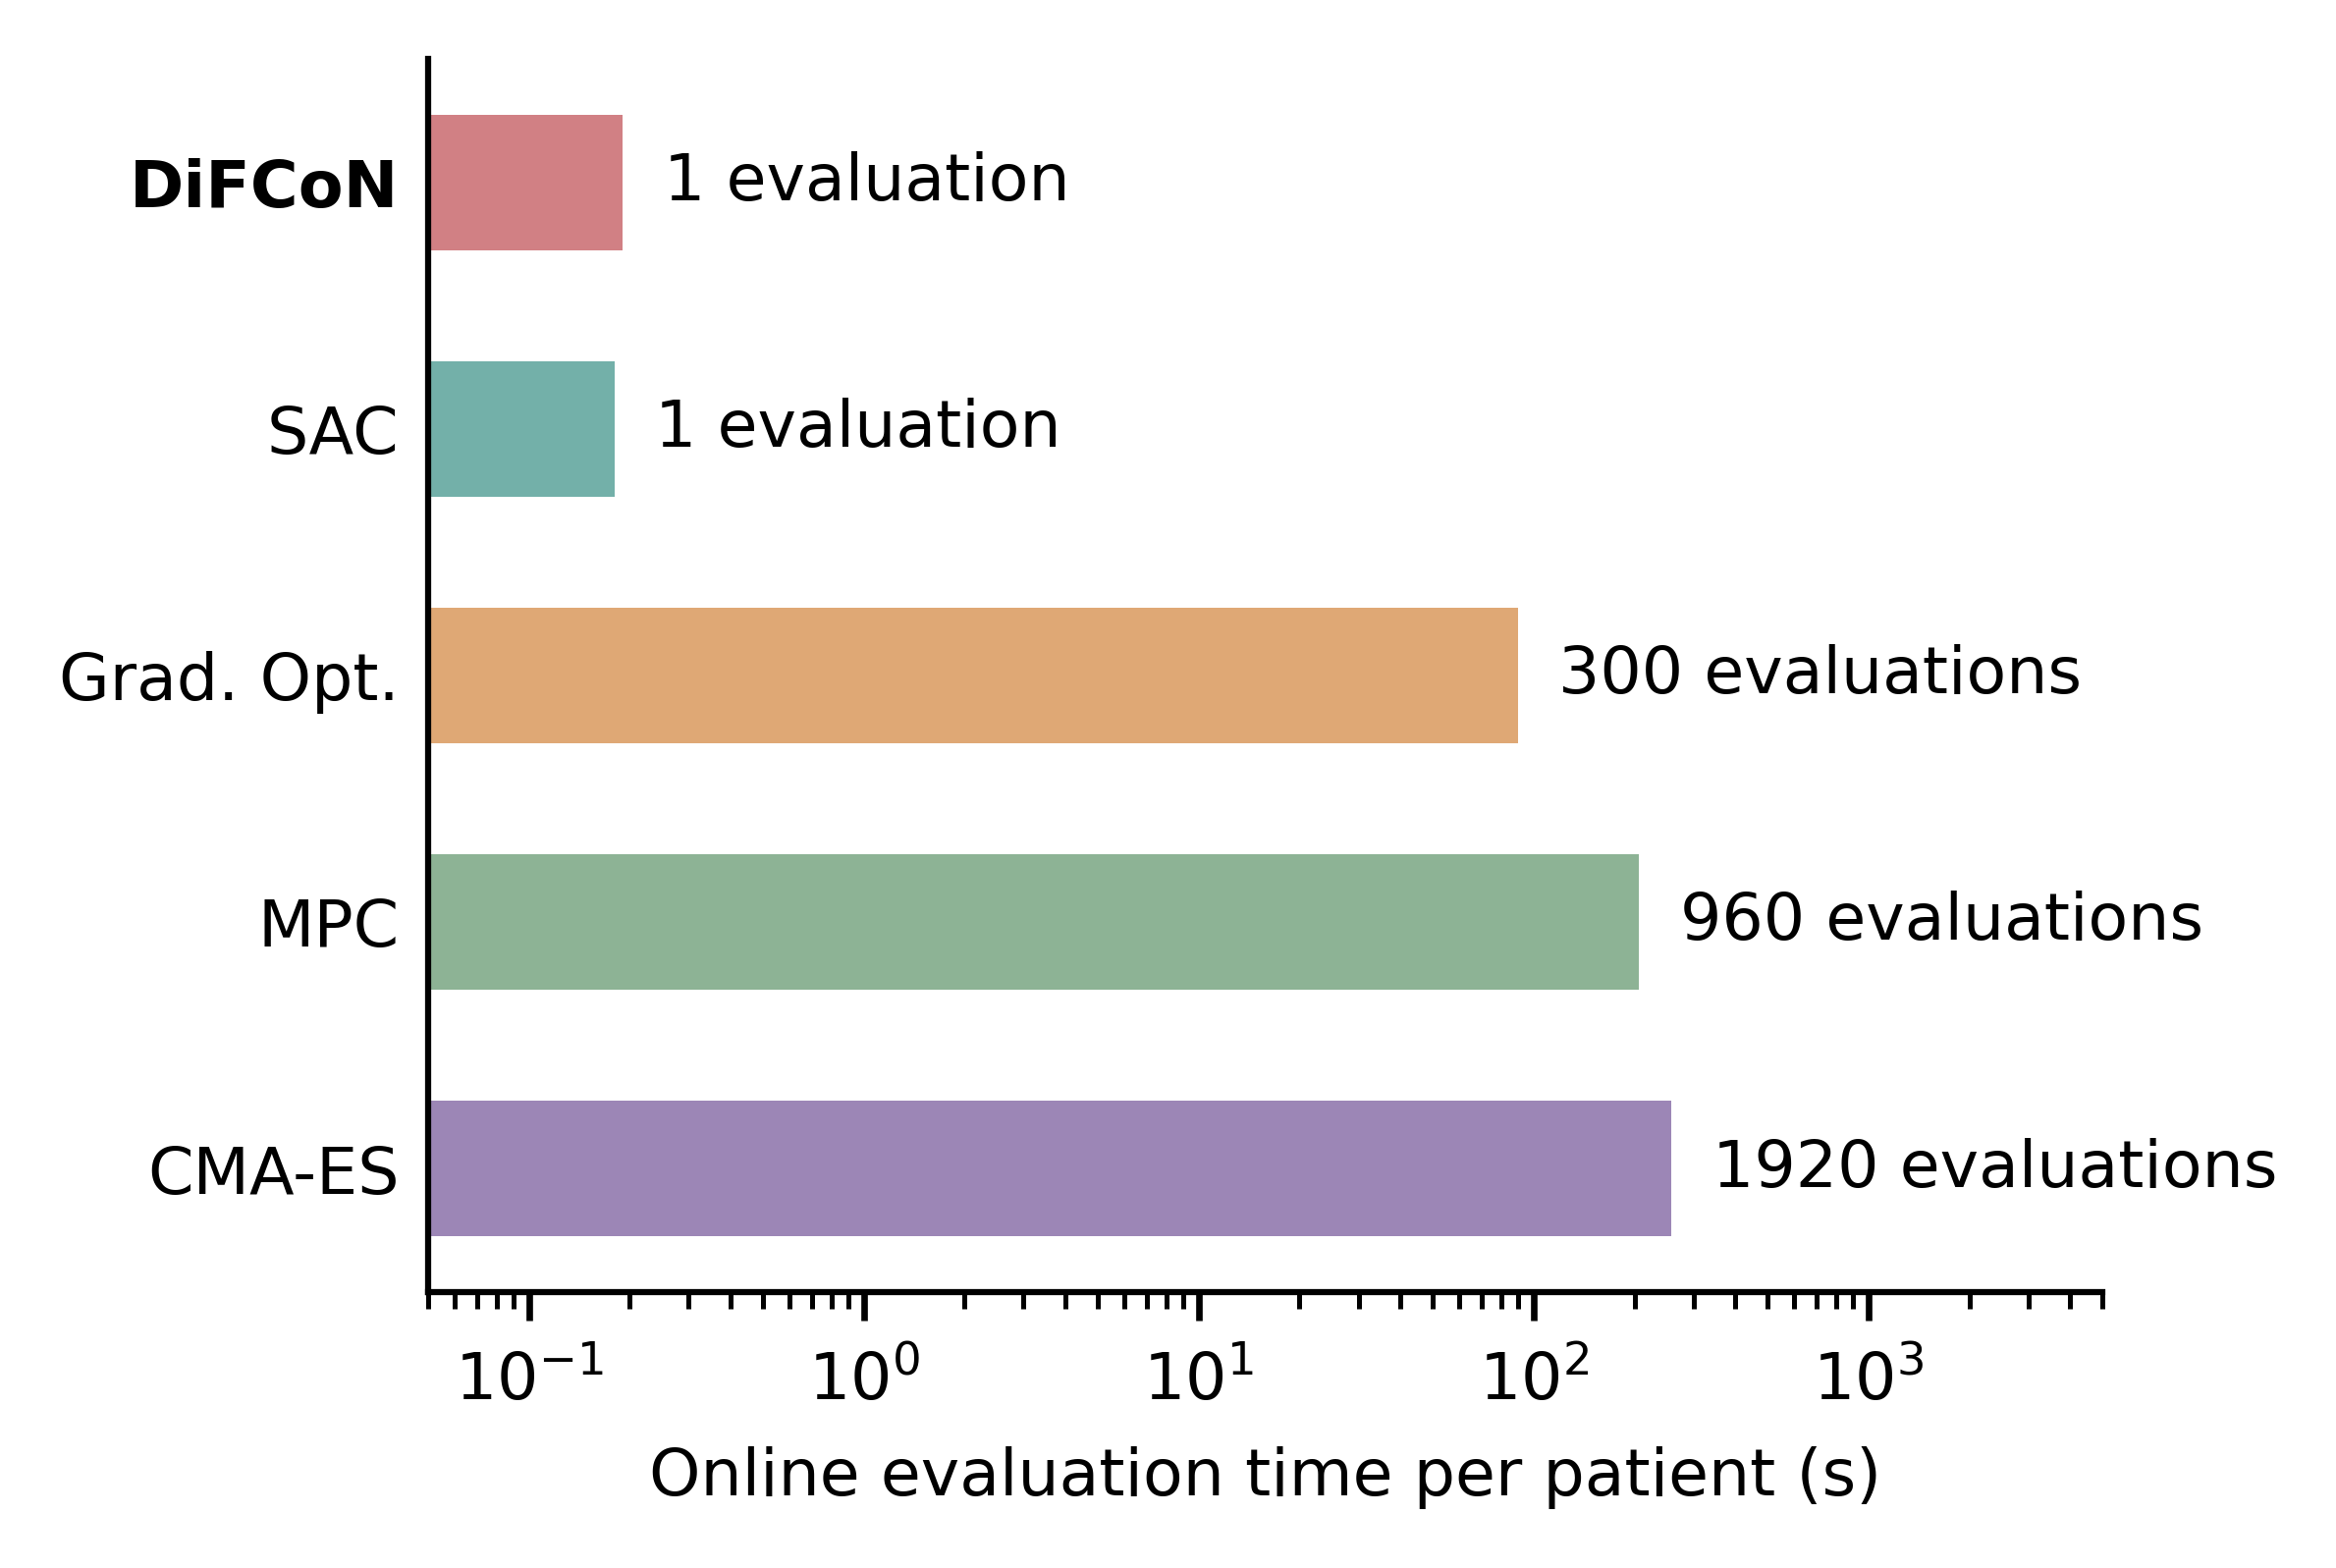 DiFCoN 1 evaluation
SAC 1 evaluation
Grad. Opt. 300 evaluations
MPC 960 evaluations
CMA-ES 1920 evaluations
10⁻¹ 10⁰ 10¹ 10² 10³
Online evaluation time per patient (s)